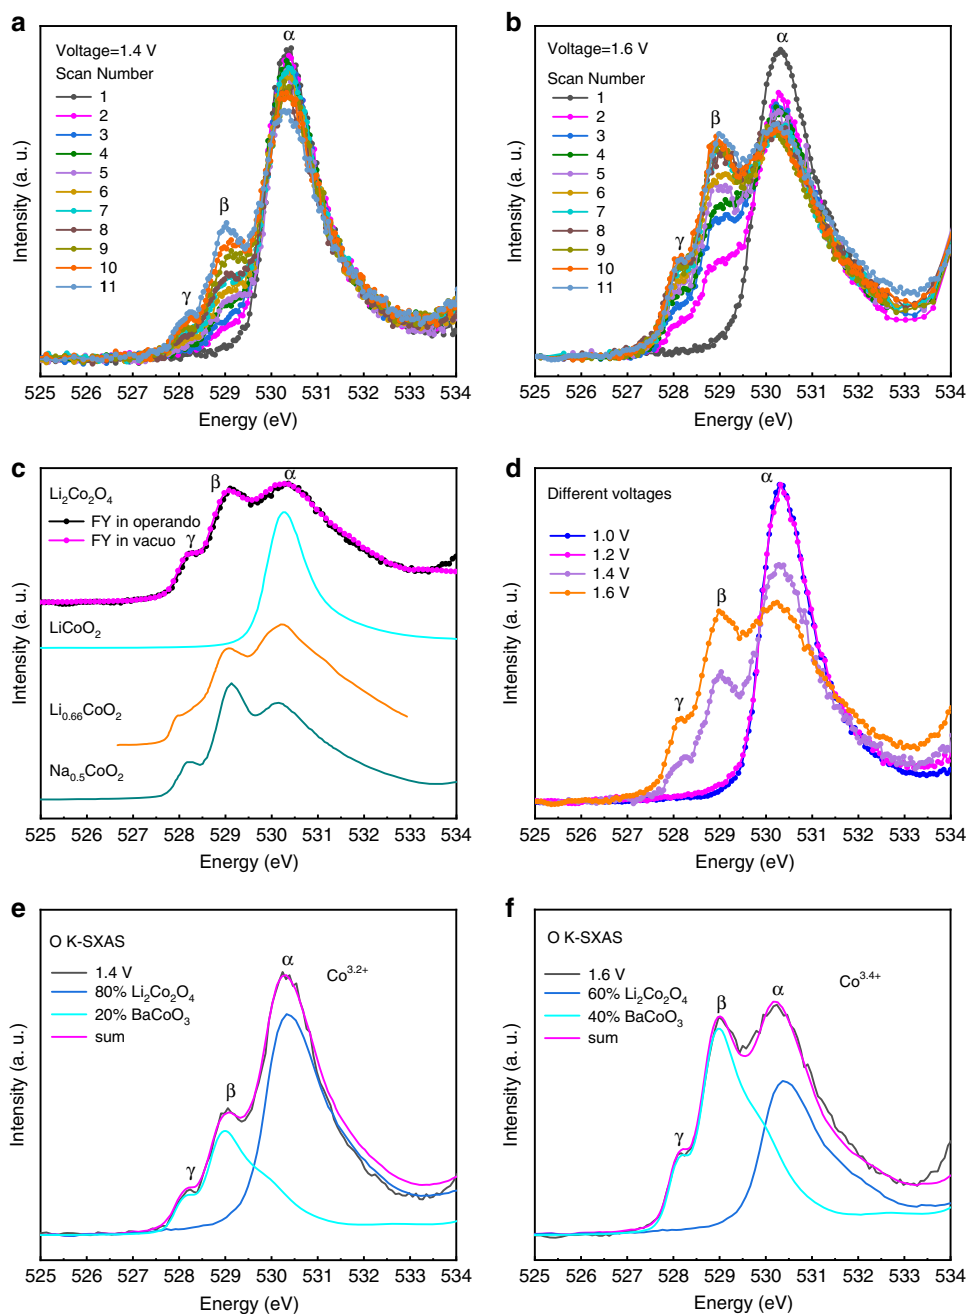 a
Voltage=1.4 V
Scan Number
1
2
3
4
5
6
7
8
9
10
11
α
β
γ
Intensity (a. u.)
525 526 527 528 529 530 531 532 533 534
Energy (eV)
b
Voltage=1.6 V
Scan Number
1
2
3
4
5
6
7
8
9
10
11
α
β
γ
Intensity (a. u.)
525 526 527 528 529 530 531 532 533 534
Energy (eV)
c
Li₂Co₂O₄
FY in operando
FY in vacuo
α
β
γ
LiCoO₂
Li₀.₆₆CoO₂
Na₀.₅CoO₂
Intensity (a. u.)
525 526 527 528 529 530 531 532 533 534
Energy (eV)
d
Different voltages
1.0 V
1.2 V
1.4 V
1.6 V
α
β
γ
Intensity (a. u.)
525 526 527 528 529 530 531 532 533 534
Energy (eV)
e
O K-SXAS
1.4 V
80% Li₂Co₂O₄
20% BaCoO₃
sum
Co³·²⁺
α
β
γ
Intensity (a. u.)
525 526 527 528 529 530 531 532 533 534
Energy (eV)
f
O K-SXAS
1.6 V
60% Li₂Co₂O₄
40% BaCoO₃
sum
Co³·⁴⁺
α
β
γ
Intensity (a. u.)
525 526 527 528 529 530 531 532 533 534
Energy (eV)